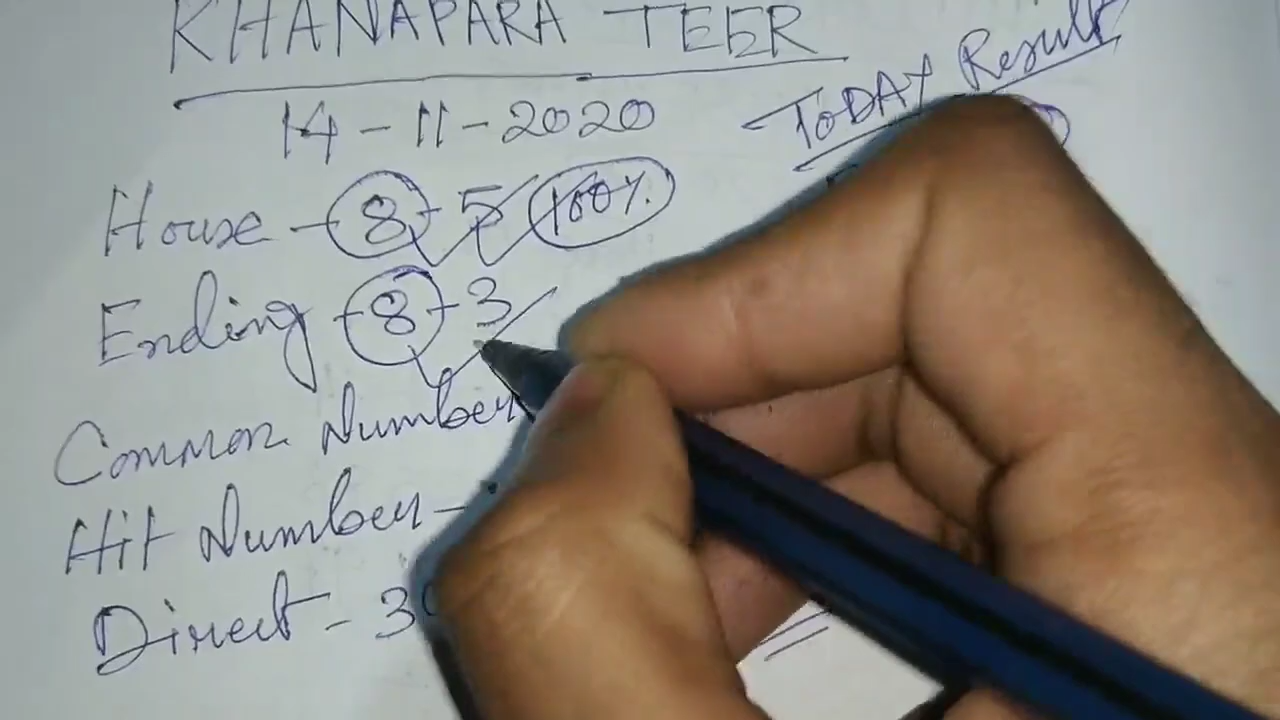 KHANAPARA TEER
14-11-2020
TODAY Result
House - 8 - 5 100%
Ending - 8 - 3
Common Number
Hit Number -
Direct - 3